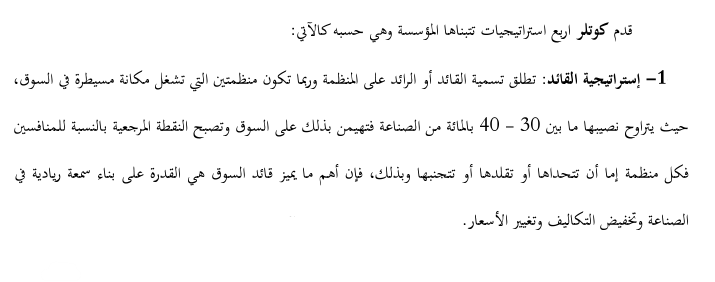 قدم كوتلر اربع استراتيجيات تتبناها المؤسسة وهي حسبه كالآتي:
1– إستراتيجية القائد: تطلق تسمية القائد أو الرائد على المنظمة وربما تكون منظمتين التي تشغل مكانة مسيطرة في السوق،
حيث يتراوح نصيبها ما بين 30 – 40 بالمائة من الصناعة فتهيمن بذلك على السوق وتصبح النقطة المرجعية بالنسبة للمنافسين
فكل منظمة إما أن تتحداها أو تقلدها أو تتجنبها وبذلك، فإن أهم ما يميز قائد السوق هي القدرة على بناء سمعة ريادية في
الصناعة وتخفيض التكاليف وتغيير الأسعار.